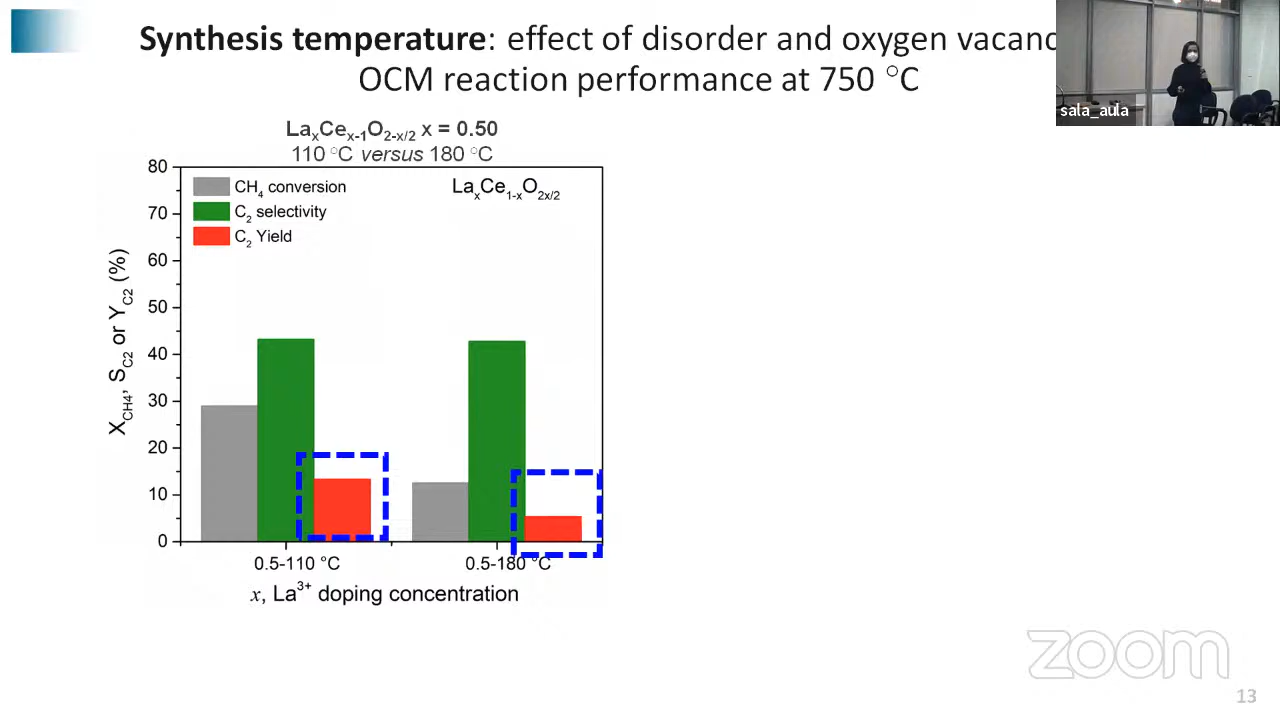 Synthesis temperature: effect of disorder and oxygen vacanc
OCM reaction performance at 750 °C
sala_aula
LaxCex-1O2-x/2 x = 0.50
110 °C versus 180 °C
80
70
60
50
40
30
20
10
0
CH4 conversion
C2 selectivity
C2 Yield
LaxCe1-xO2x/2
XCH4, SC2 or YC2 (%)
0.5-110 °C
0.5-180 °C
x, La3+ doping concentration
zoom
13